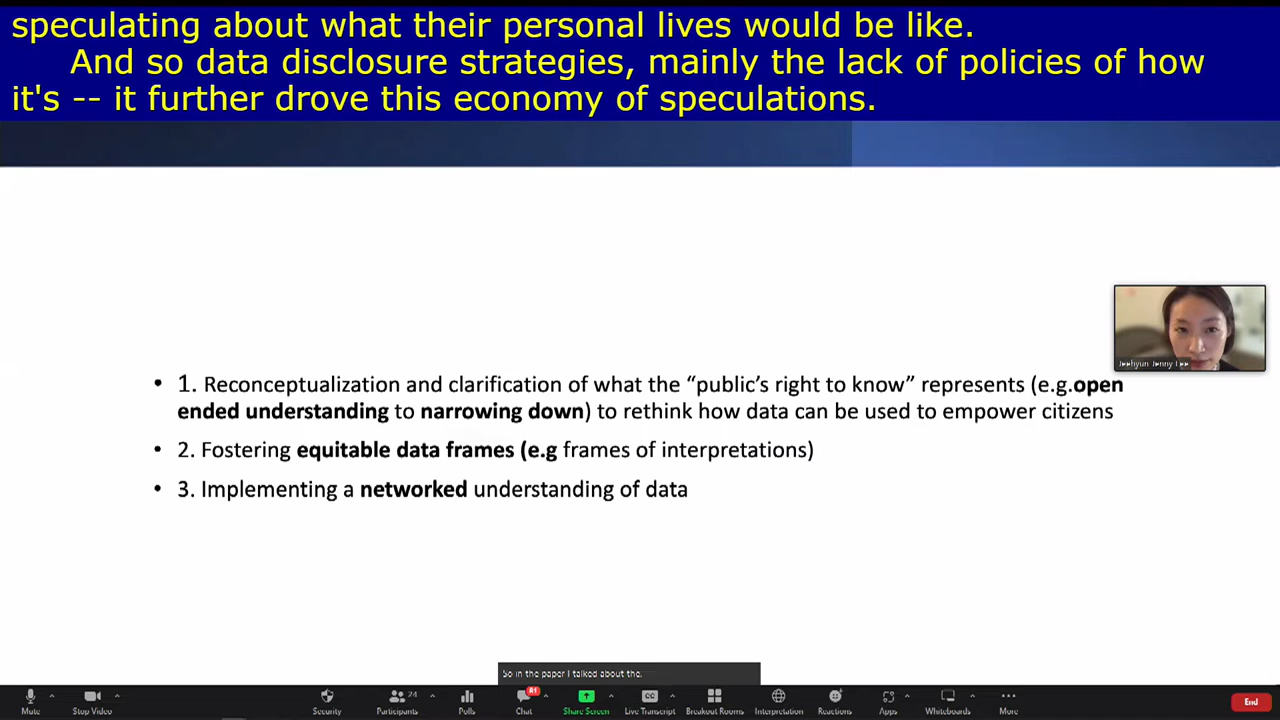 speculating about what their personal lives would be like.
And so data disclosure strategies, mainly the lack of policies of how
it's -- it further drove this economy of speculations.
Jeehyun Jenny Lee
• 1. Reconceptualization and clarification of what the “public’s right to know” represents (e.g.open
ended understanding to narrowing down) to rethink how data can be used to empower citizens
• 2. Fostering equitable data frames (e.g frames of interpretations)
• 3. Implementing a networked understanding of data
So in the paper I talked about the.
Mute
Stop Video
Security
24
Participants
Polls
Chat
Share Screen
CC
Live Transcript
Breakout Rooms
Interpretation
Reactions
Apps
Whiteboards
More
End